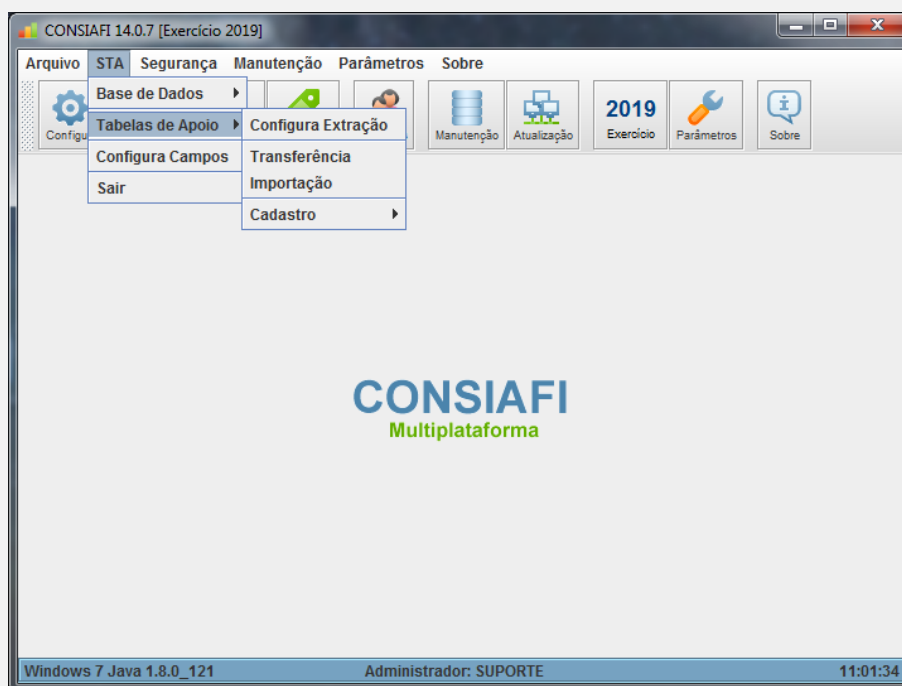 CONSIAFI 14.0.7 [Exercício 2019]
Arquivo STA Segurança Manutenção Parâmetros Sobre
Base de Dados
Tabelas de Apoio
Configura Campos
Sair
Configura Extração
Transferência
Importação
Cadastro
Manutenção
Atualização
2019
Exercício
Parâmetros
Sobre
CONSIAFI
Multiplataforma
Windows 7 Java 1.8.0_121 Administrador: SUPORTE 11:01:34